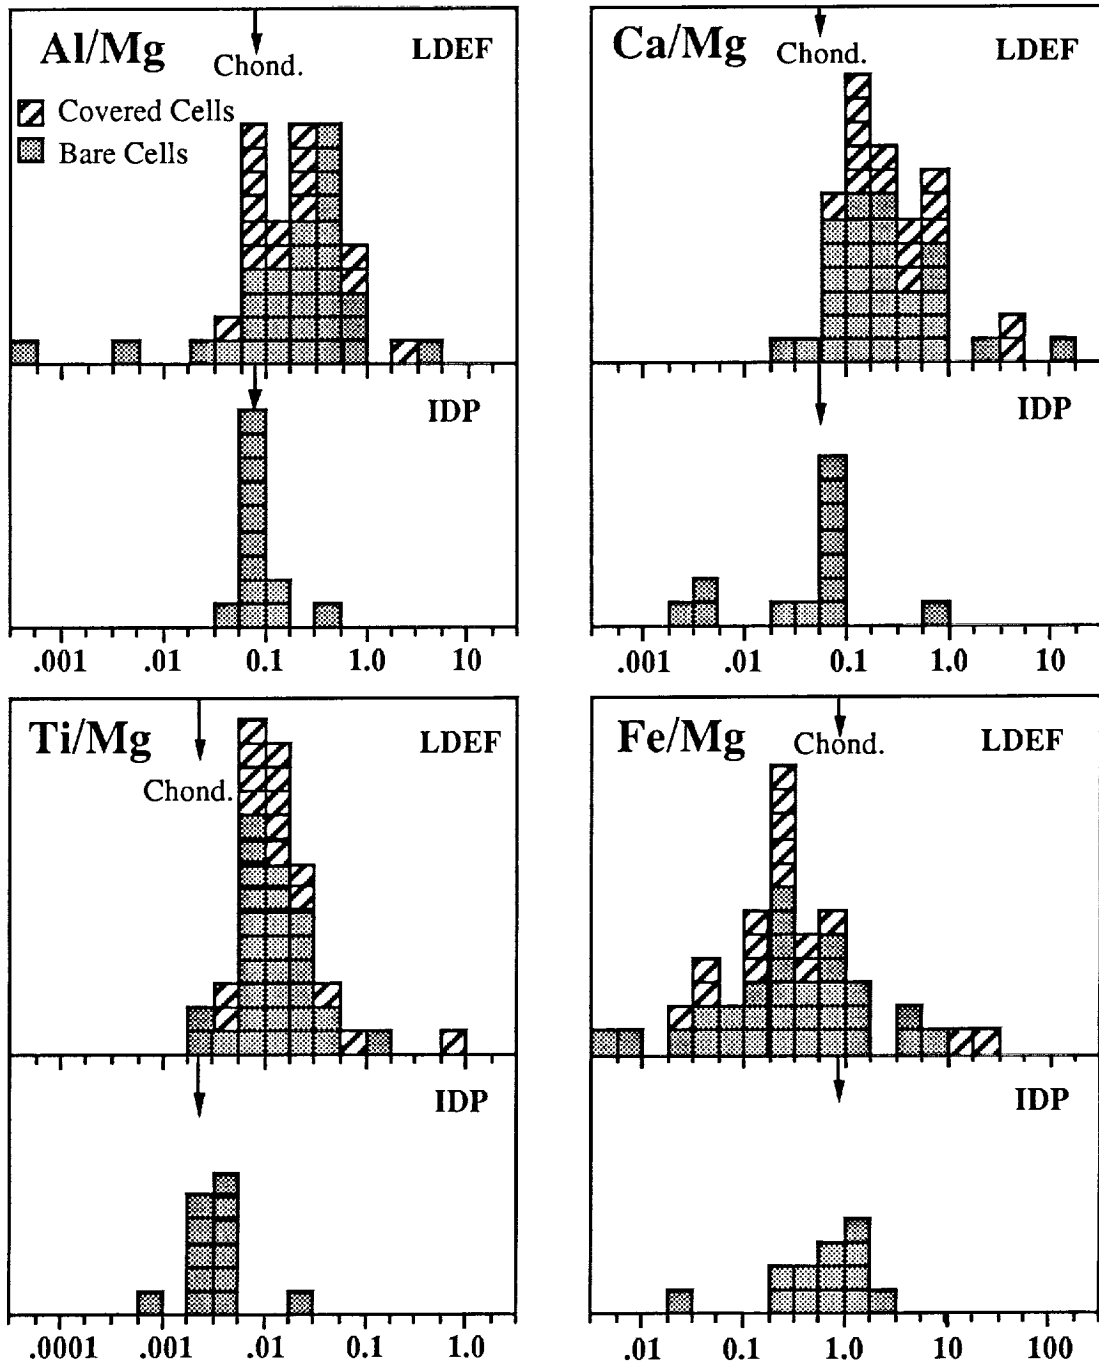 Al/Mg
LDEF
Chond.
Covered Cells
Bare Cells
IDP
.001 .01 0.1 1.0 10
Ca/Mg
LDEF
Chond.
IDP
.001 .01 0.1 1.0 10
Ti/Mg
LDEF
Chond.
IDP
.0001 .001 .01 0.1 1.0
Fe/Mg
LDEF
Chond.
IDP
.01 0.1 1.0 10 100